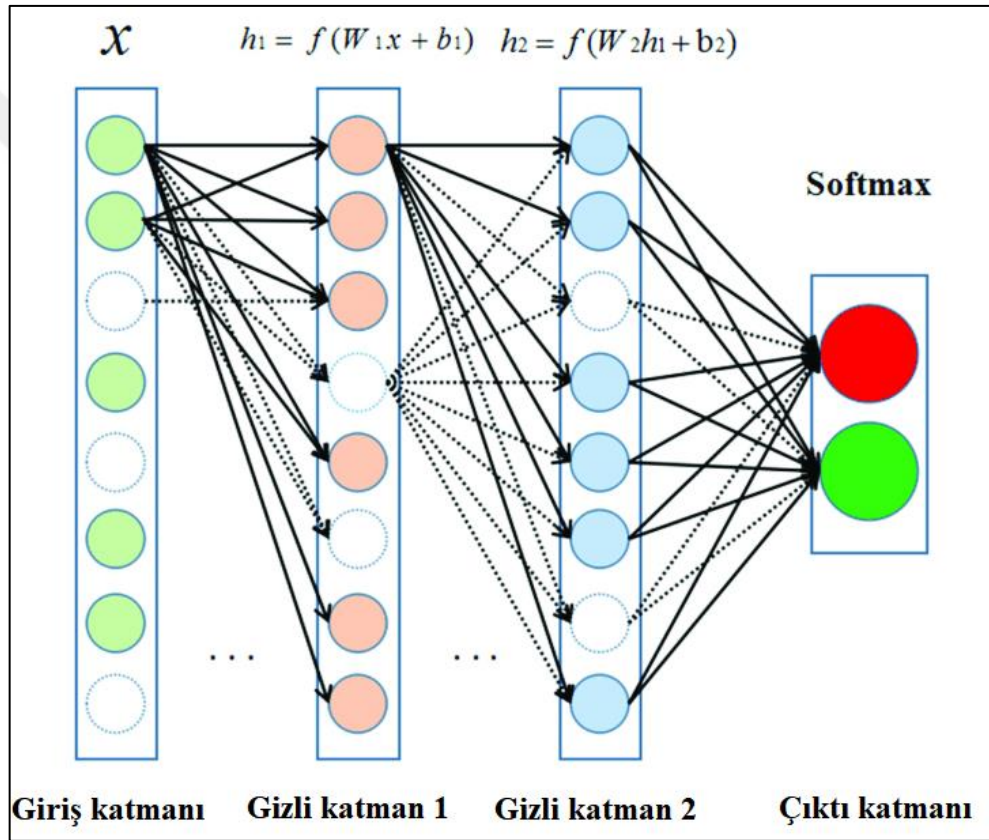 x h₁ = f(W₁x + b₁) h₂ = f(W₂h₁ + b₂)
Softmax
... ...
Giriş katmanı Gizli katman 1 Gizli katman 2 Çıktı katmanı